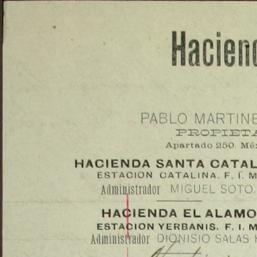 Haciend
PABLO MARTINE
PROPIETA
Apartado 250. Mé
HACIENDA SANTA CATAL
ESTACION CATALINA. F. I. M
Administrador MIGUEL SOTO.
HACIENDA EL ALAMO
ESTACION YERBANIS. F. I. M
Administrador DIONISIO SALAS